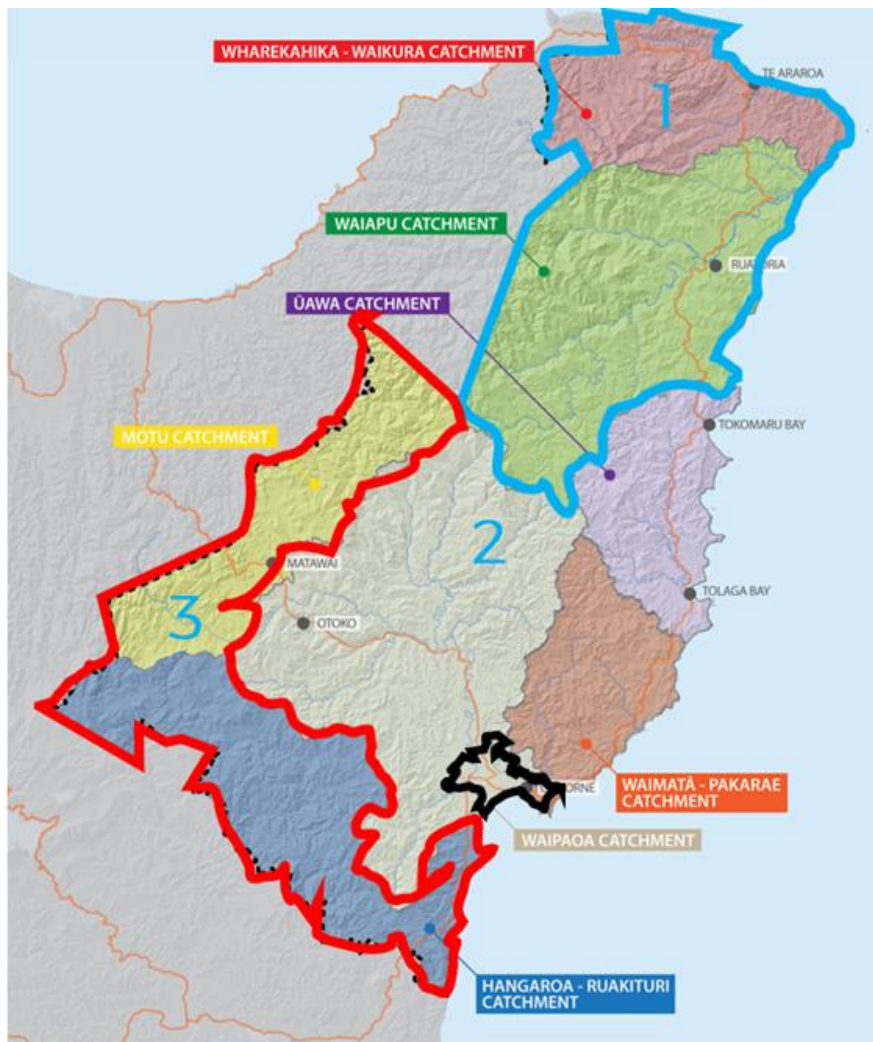 WHAREKAHIKA - WAIKURA CATCHMENT
TE ARAROA
1
WAIAPU CATCHMENT
RUATORIA
ŪAWA CATCHMENT
TOKOMARU BAY
MOTU CATCHMENT
2
MATAWAI
TOLAGA BAY
3
OTOKO
WAIMATĀ - PAKARAE
CATCHMENT
WAIPAOA CATCHMENT
HANGAROA - RUAKITURI
CATCHMENT